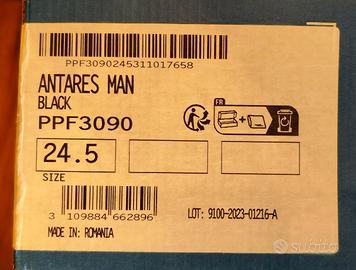 PPF3090245311017658
ANTARES MAN
BLACK
PPF3090
FR
24.5
SIZE
3 109884 662896
LOT: 9100-2023-01216-A
MADE IN: ROMANIA
subito